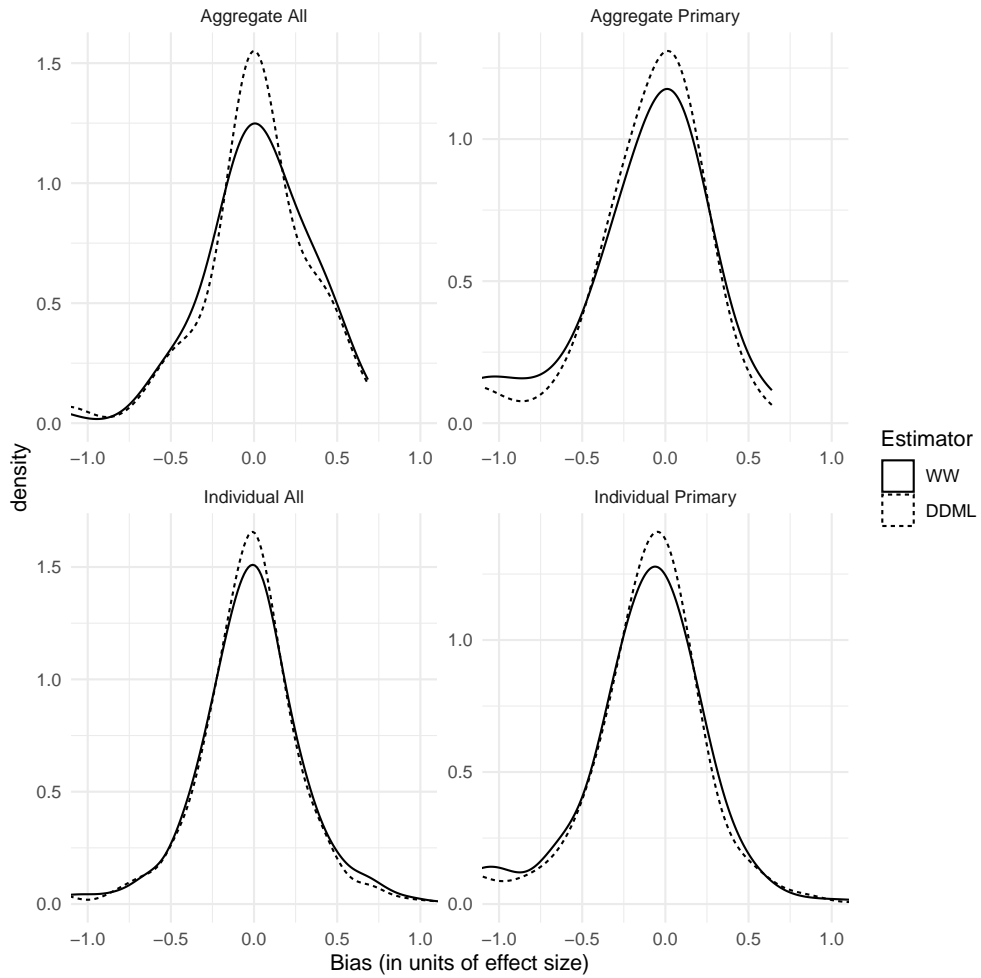 Aggregate All
Aggregate Primary
1.5
1.0
0.5
0.0
−1.0 −0.5 0.0 0.5 1.0
1.0
0.5
0.0
−1.0 −0.5 0.0 0.5 1.0
Individual All
Individual Primary
1.5
1.0
0.5
0.0
−1.0 −0.5 0.0 0.5 1.0
1.0
0.5
0.0
−1.0 −0.5 0.0 0.5 1.0
density
Bias (in units of effect size)
Estimator
WW
DDML